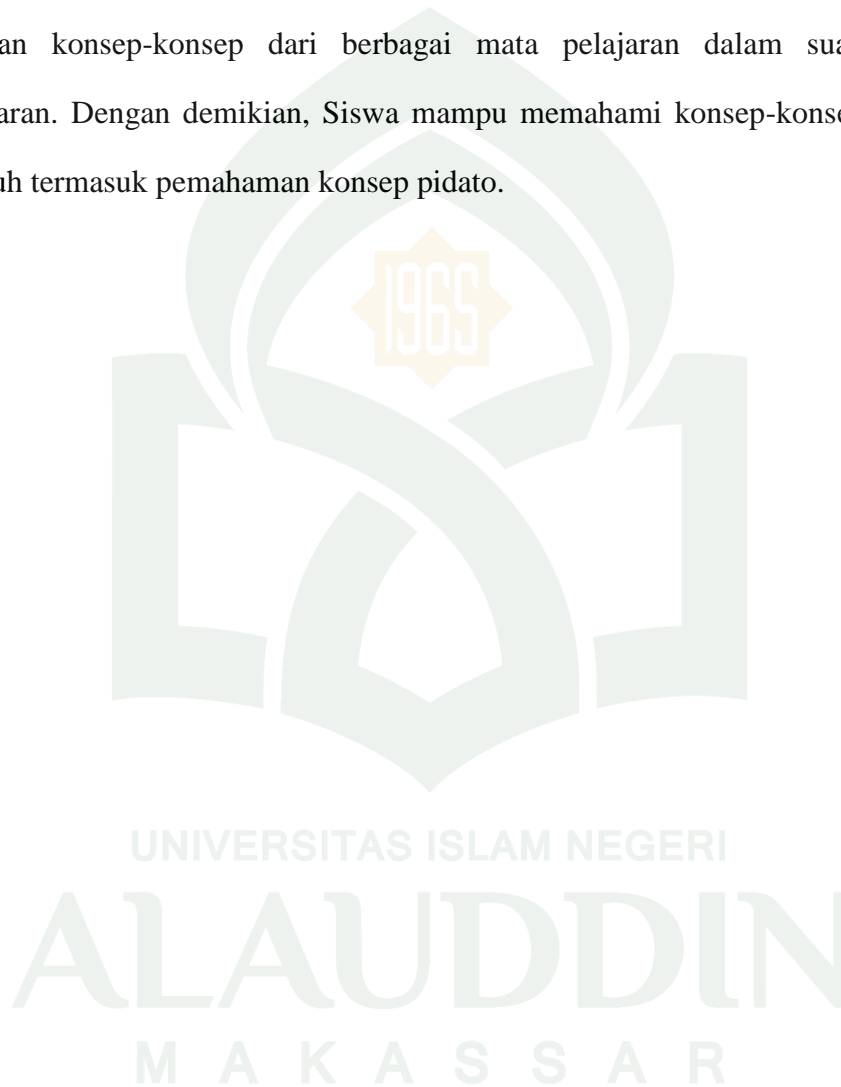 an konsep-konsep dari berbagai mata pelajaran dalam sua
aran. Dengan demikian, Siswa mampu memahami konsep-konse
uh termasuk pemahaman konsep pidato.
1965
UNIVERSITAS ISLAM NEGERI
ALAUDDIN
MAKASSAR